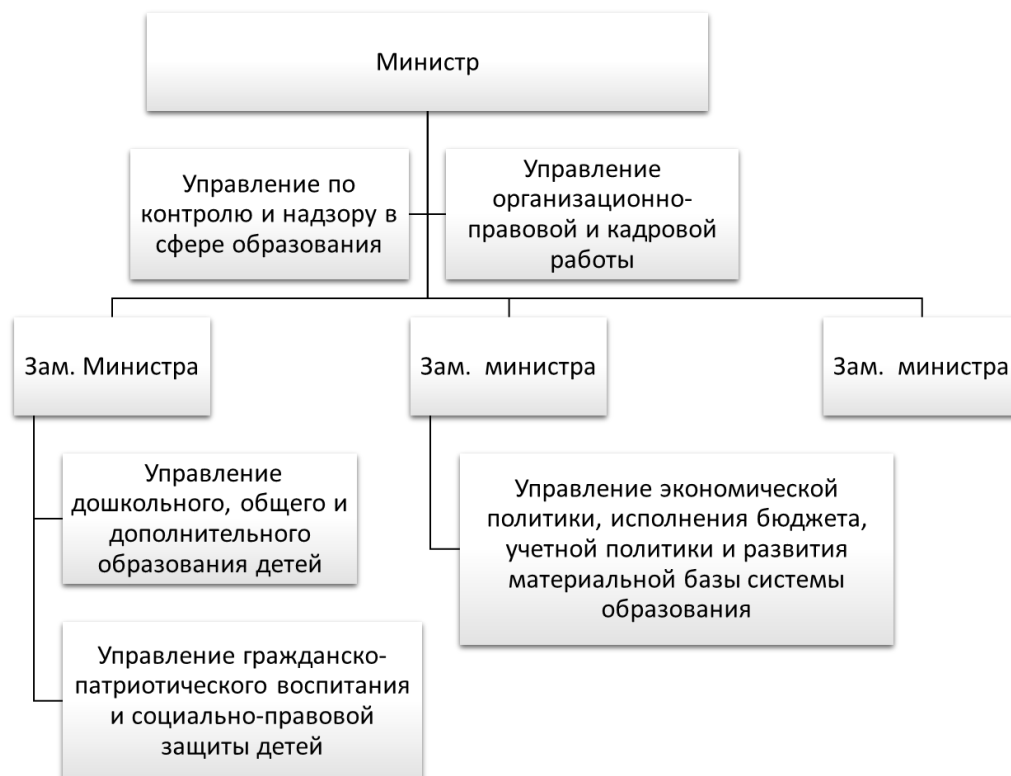 Министр
Управление по
контролю и надзору в
сфере образования
Управление
организационно-
правовой и кадровой
работы
Зам. Министра
Зам. министра
Зам. министра
Управление
дошкольного, общего и
дополнительного
образования детей
Управление экономической
политики, исполнения бюджета,
учетной политики и развития
материальной базы системы
образования
Управление гражданско-
патриотического воспитания
и социально-правовой
защиты детей